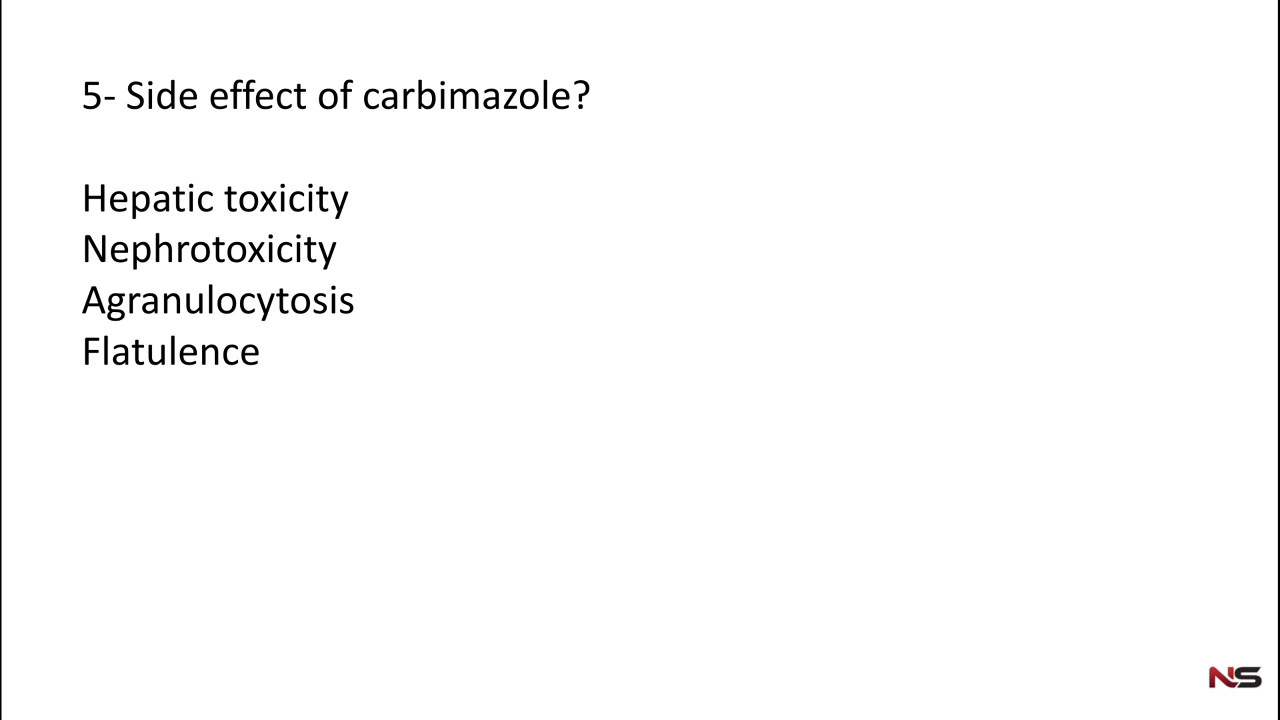 5- Side effect of carbimazole?
Hepatic toxicity
Nephrotoxicity
Agranulocytosis
Flatulence
NS